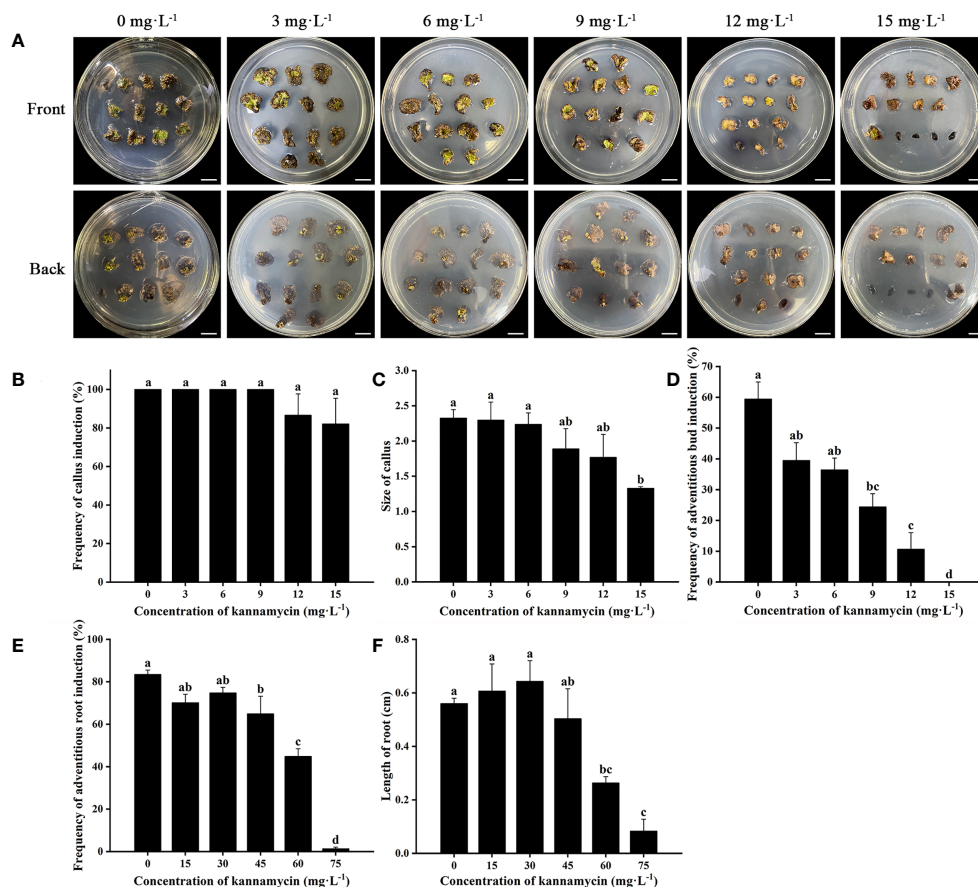 0 mg·L⁻¹ 3 mg·L⁻¹ 6 mg·L⁻¹ 9 mg·L⁻¹ 12 mg·L⁻¹ 15 mg·L⁻¹
A
Front
Back
B
Frequency of callus induction (%)
100
80
60
40
20
0
a a a a a a
0 3 6 9 12 15
Concentration of kannamycin (mg·L⁻¹)
C
Size of callus
3.0
2.5
2.0
1.5
1.0
0.5
0.0
a a a ab ab b
0 3 6 9 12 15
Concentration of kannamycin (mg·L⁻¹)
D
Frequency of adventitious bud induction (%)
70
60
50
40
30
20
10
0
a ab ab bc c d
0 3 6 9 12 15
Concentration of kannamycin (mg·L⁻¹)
E
Frequency of adventitious root induction (%)
100
80
60
40
20
0
a ab ab b c d
0 15 30 45 60 75
Concentration of kannamycin (mg·L⁻¹)
F
Length of root (cm)
0.8
0.6
0.4
0.2
0.0
a a a ab bc c
0 15 30 45 60 75
Concentration of kannamycin (mg·L⁻¹)